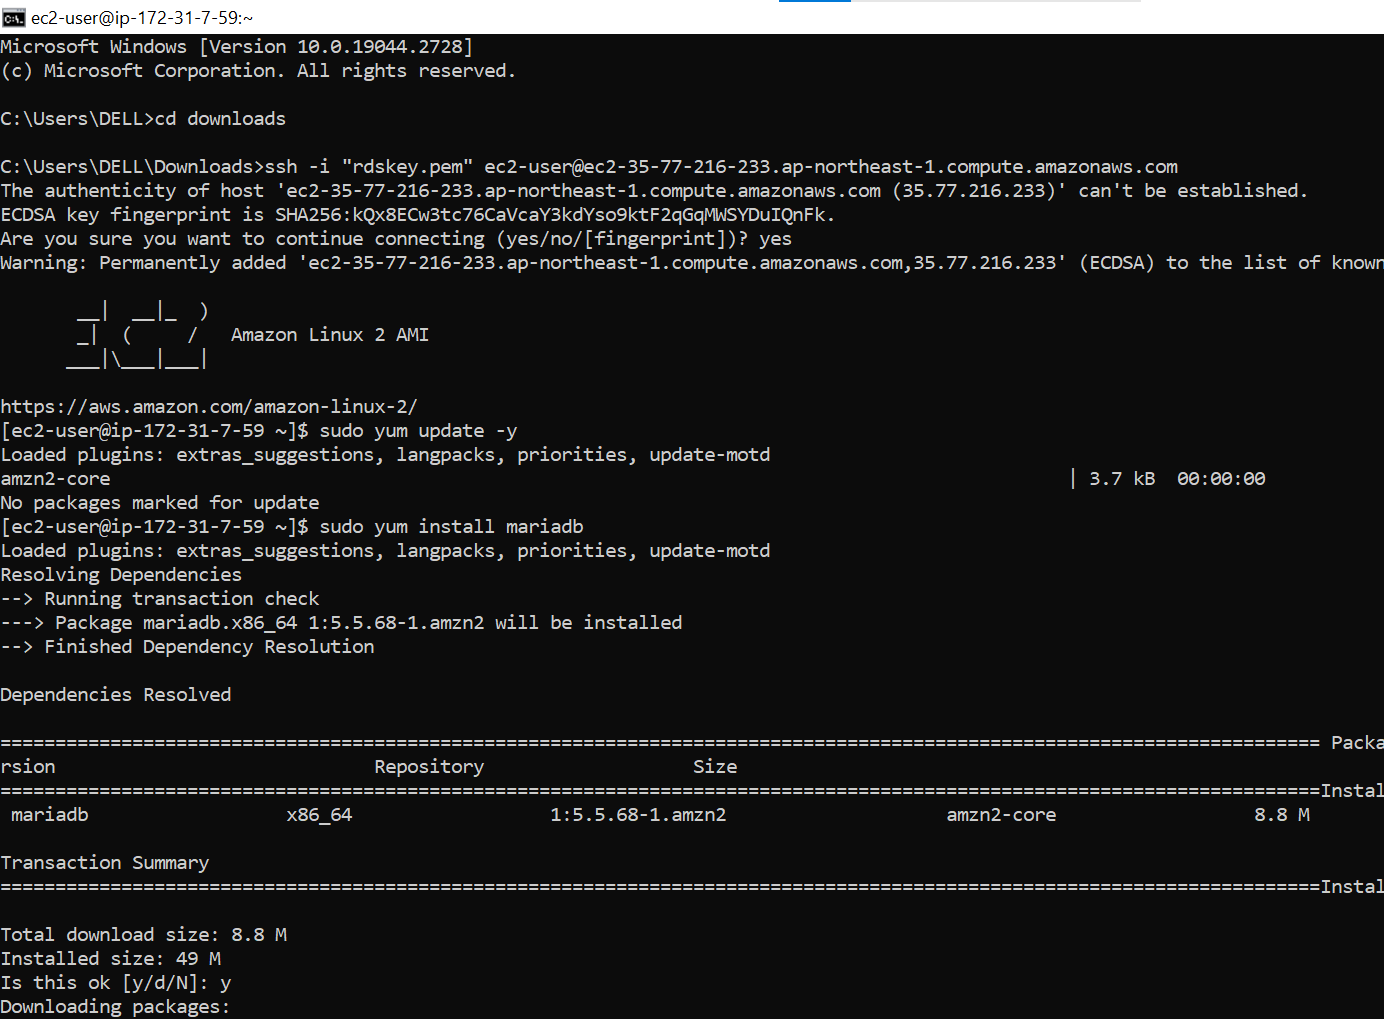 ec2-user@ip-172-31-7-59:~
Microsoft Windows [Version 10.0.19044.2728]
(c) Microsoft Corporation. All rights reserved.
C:\Users\DELL>cd downloads
C:\Users\DELL\Downloads>ssh -i "rdskey.pem" ec2-user@ec2-35-77-216-233.ap-northeast-1.compute.amazonaws.com
The authenticity of host 'ec2-35-77-216-233.ap-northeast-1.compute.amazonaws.com (35.77.216.233)' can't be established.
ECDSA key fingerprint is SHA256:kQx8ECw3tc76CaVcaY3kdYso9ktF2qGqMWSYDuIQnFk.
Are you sure you want to continue connecting (yes/no/[fingerprint])? yes
Warning: Permanently added 'ec2-35-77-216-233.ap-northeast-1.compute.amazonaws.com,35.77.216.233' (ECDSA) to the list of known
       __|  __|_  )
       _|  (     /   Amazon Linux 2 AMI
      ___|\___|___|
https://aws.amazon.com/amazon-linux-2/
[ec2-user@ip-172-31-7-59 ~]$ sudo yum update -y
Loaded plugins: extras_suggestions, langpacks, priorities, update-motd
amzn2-core | 3.7 kB  00:00:00
No packages marked for update
[ec2-user@ip-172-31-7-59 ~]$ sudo yum install mariadb
Loaded plugins: extras_suggestions, langpacks, priorities, update-motd
Resolving Dependencies
--> Running transaction check
---> Package mariadb.x86_64 1:5.5.68-1.amzn2 will be installed
--> Finished Dependency Resolution
Dependencies Resolved
======================================================================================================================== Packa
rsion Repository Size
========================================================================================================================Instal
mariadb x86_64 1:5.5.68-1.amzn2 amzn2-core 8.8 M
Transaction Summary
========================================================================================================================Instal
Total download size: 8.8 M
Installed size: 49 M
Is this ok [y/d/N]: y
Downloading packages: